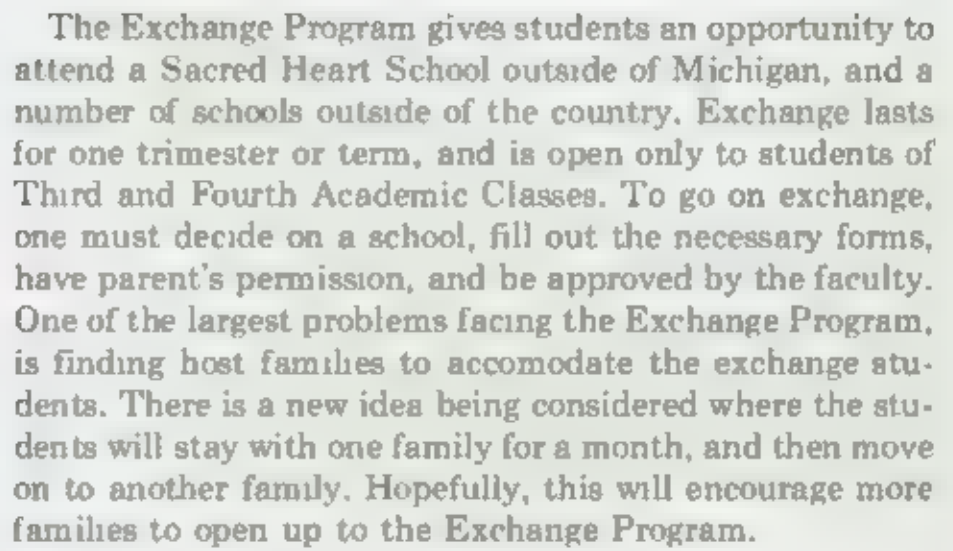 The Exchange Program gives students an opportunity to
attend a Sacred Heart School outside of Michigan, and a
number of schools outside of the country. Exchange lasts
for one trimester or term, and is open only to students of
Third and Fourth Academic Classes. To go on exchange,
one must decide on a school, fill out the necessary forms,
have parent's permission, and be approved by the faculty.
One of the largest problems facing the Exchange Program,
is finding host families to accomodate the exchange stu-
dents. There is a new idea being considered where the stu-
dents will stay with one family for a month, and then move
on to another family. Hopefully, this will encourage more
families to open up to the Exchange Program.